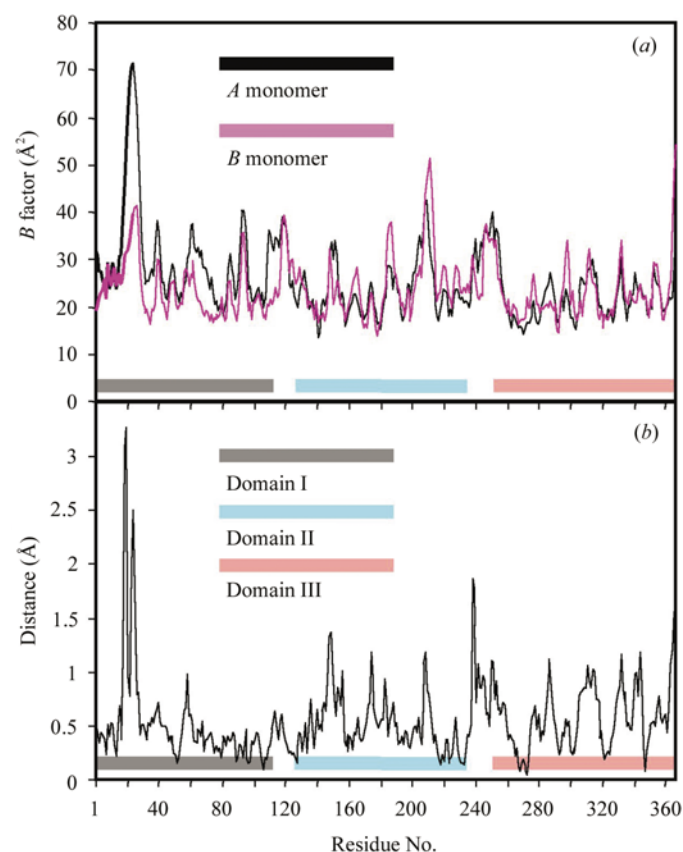 80
(a)
70
A monomer
60
B monomer
50
B factor (Å²)
40
30
20
10
0
(b)
3
Domain I
2.5
Domain II
2
Domain III
Distance (Å)
1.5
1
0.5
0
1 40 80 120 160 200 240 280 320 360
Residue No.